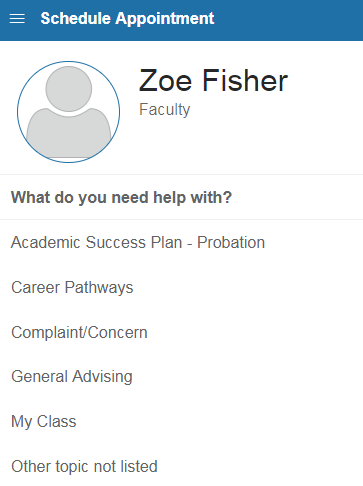 Schedule Appointment
Zoe Fisher
Faculty
What do you need help with?
Academic Success Plan - Probation
Career Pathways
Complaint/Concern
General Advising
My Class
Other topic not listed